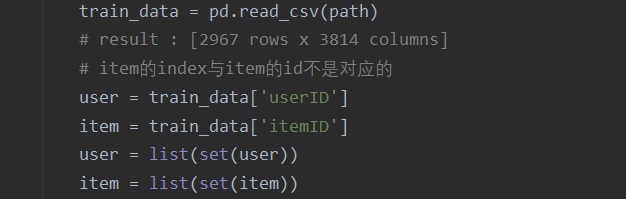 train_data = pd.read_csv(path)
# result : [2967 rows x 3814 columns]
# item的index与item的id不是对应的
user = train_data['userID']
item = train_data['itemID']
user = list(set(user))
item = list(set(item))